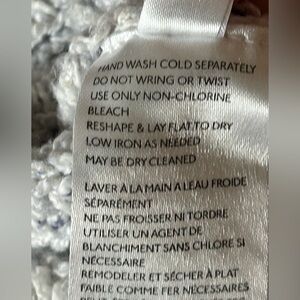 HAND WASH COLD SEPARATELY
DO NOT WRING OR TWIST
USE ONLY NON-CHLORINE
BLEACH
RESHAPE & LAY FLAT TO DRY
LOW IRON AS NEEDED
MAY BE DRY CLEANED
LAVER À LA MAIN A LEAU FROIDE
SÉPARÉMENT
NE PAS FROISSER NI TORDRE
UTILISER UN AGENT DE
BLANCHIMENT SANS CHLORE SI
NÉCESSAIRE
REMODELER ET SÉCHER À PLAT
FAIBLE COMME FER NÉCESSAIRES